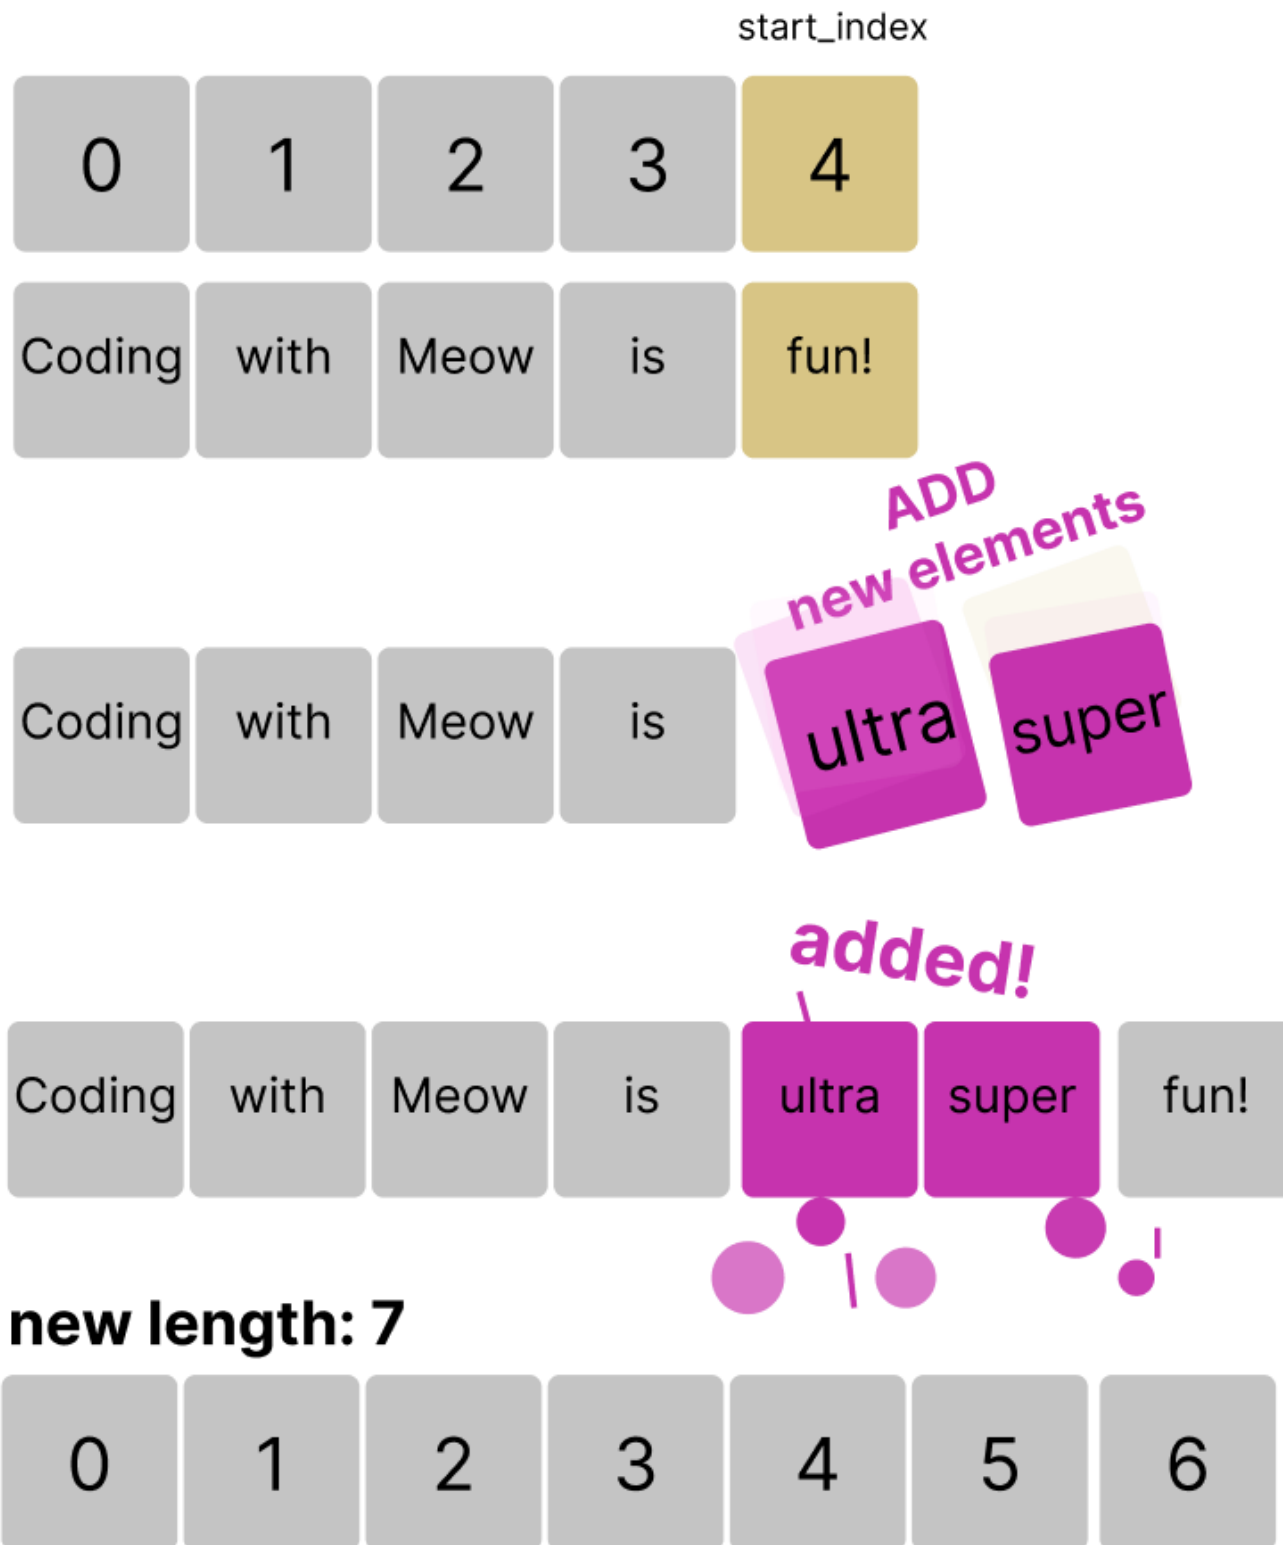 start_index
0 1 2 3 4
Coding with Meow is fun!
ADD
new elements
Coding with Meow is ultra super
added!
Coding with Meow is ultra super fun!
new length: 7
0 1 2 3 4 5 6